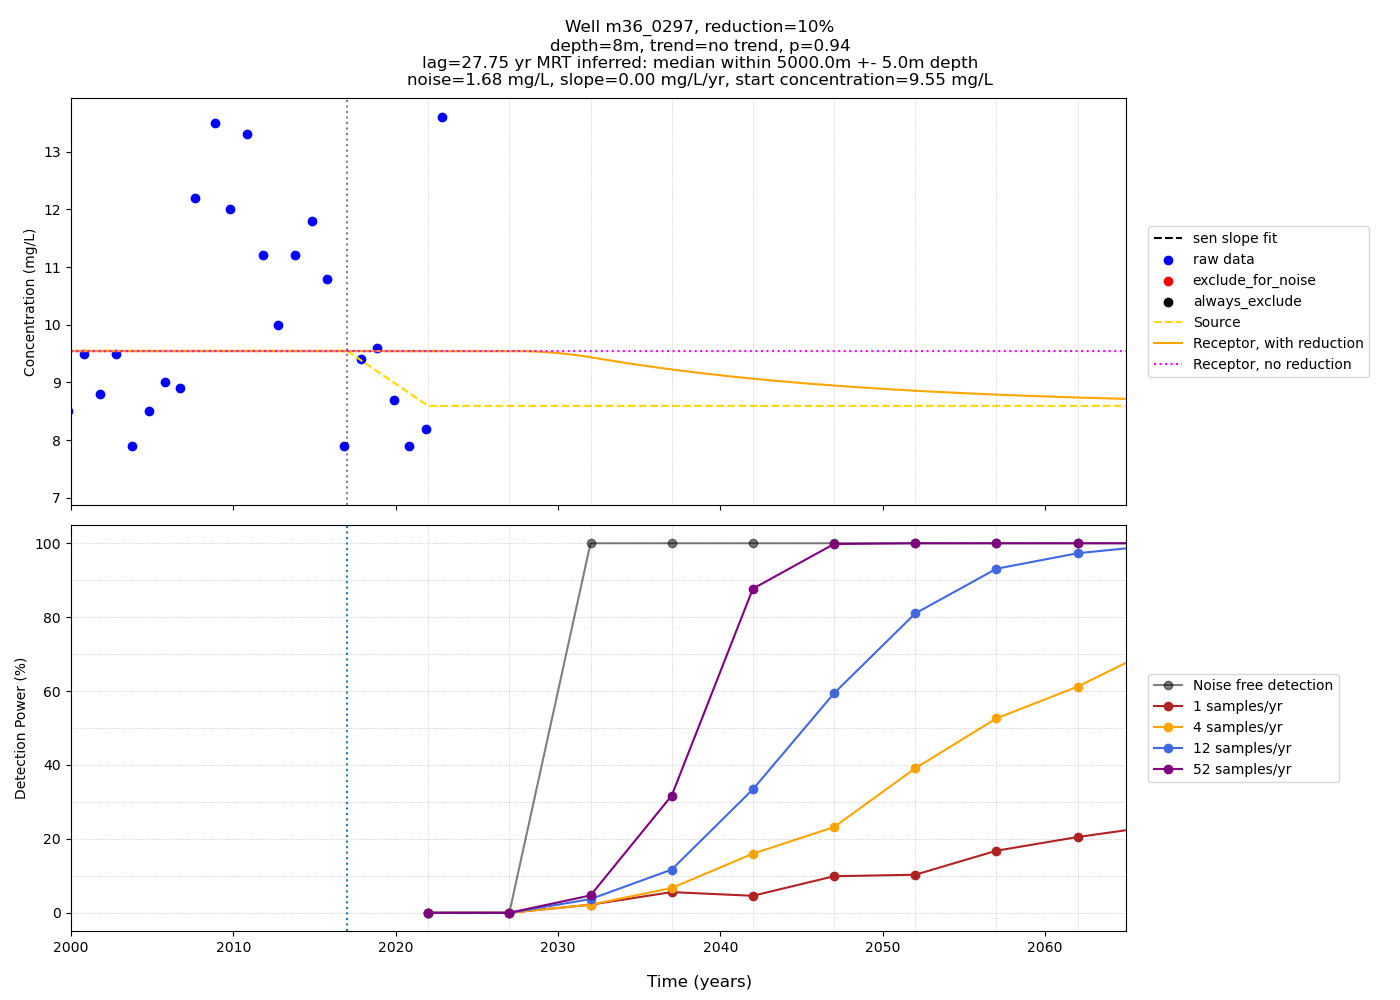 Well m36_0297, reduction=10%
depth=8m, trend=no trend, p=0.94
lag=27.75 yr MRT inferred: median within 5000.0m +- 5.0m depth
noise=1.68 mg/L, slope=0.00 mg/L/yr, start concentration=9.55 mg/L
Concentration (mg/L)
13
12
11
10
9
8
7
sen slope fit
raw data
exclude_for_noise
always_exclude
Source
Receptor, with reduction
Receptor, no reduction
Detection Power (%)
100
80
60
40
20
0
Noise free detection
1 samples/yr
4 samples/yr
12 samples/yr
52 samples/yr
2000 2010 2020 2030 2040 2050 2060
Time (years)